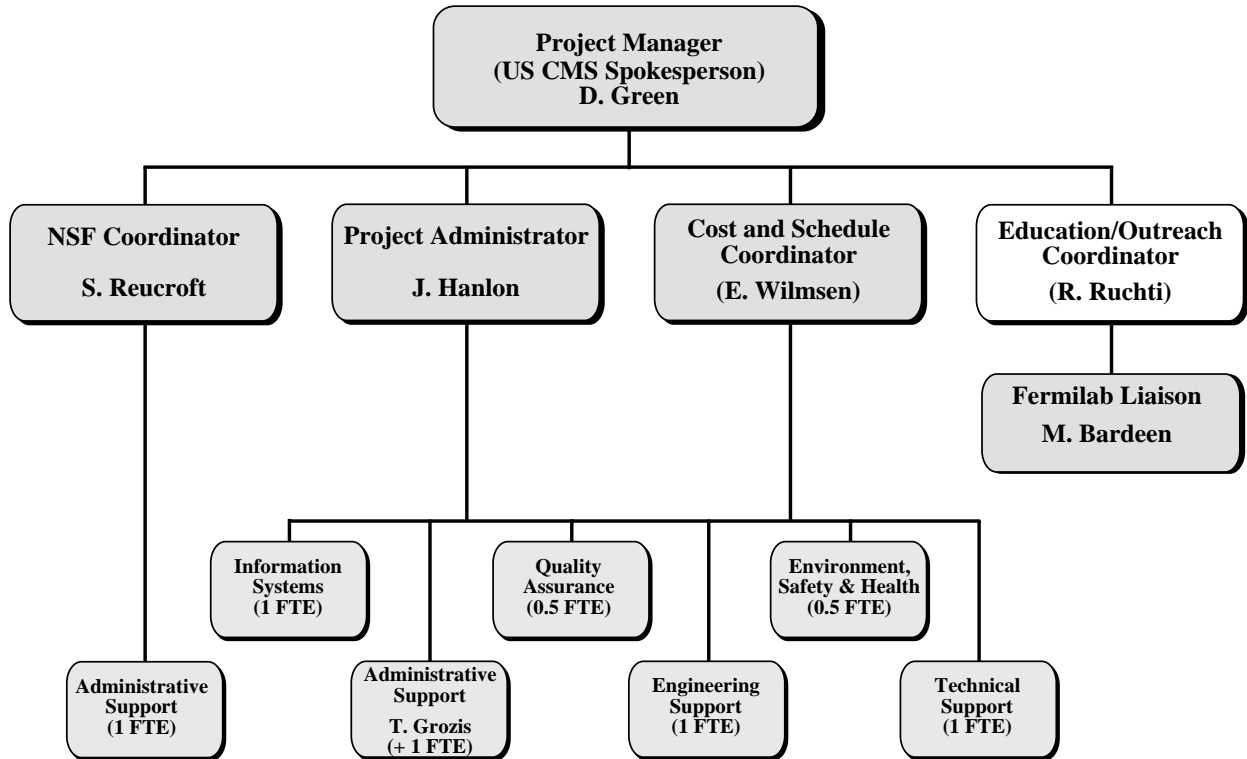 Project Manager
(US CMS Spokesperson)
D. Green
NSF Coordinator
S. Reucroft
Project Administrator
J. Hanlon
Cost and Schedule
Coordinator
(E. Wilmsen)
Education/Outreach
Coordinator
(R. Ruchti)
Fermilab Liaison
M. Bardeen
Information
Systems
(1 FTE)
Quality
Assurance
(0.5 FTE)
Environment,
Safety & Health
(0.5 FTE)
Administrative
Support
(1 FTE)
Administrative
Support
T. Grozis
(+ 1 FTE)
Engineering
Support
(1 FTE)
Technical
Support
(1 FTE)